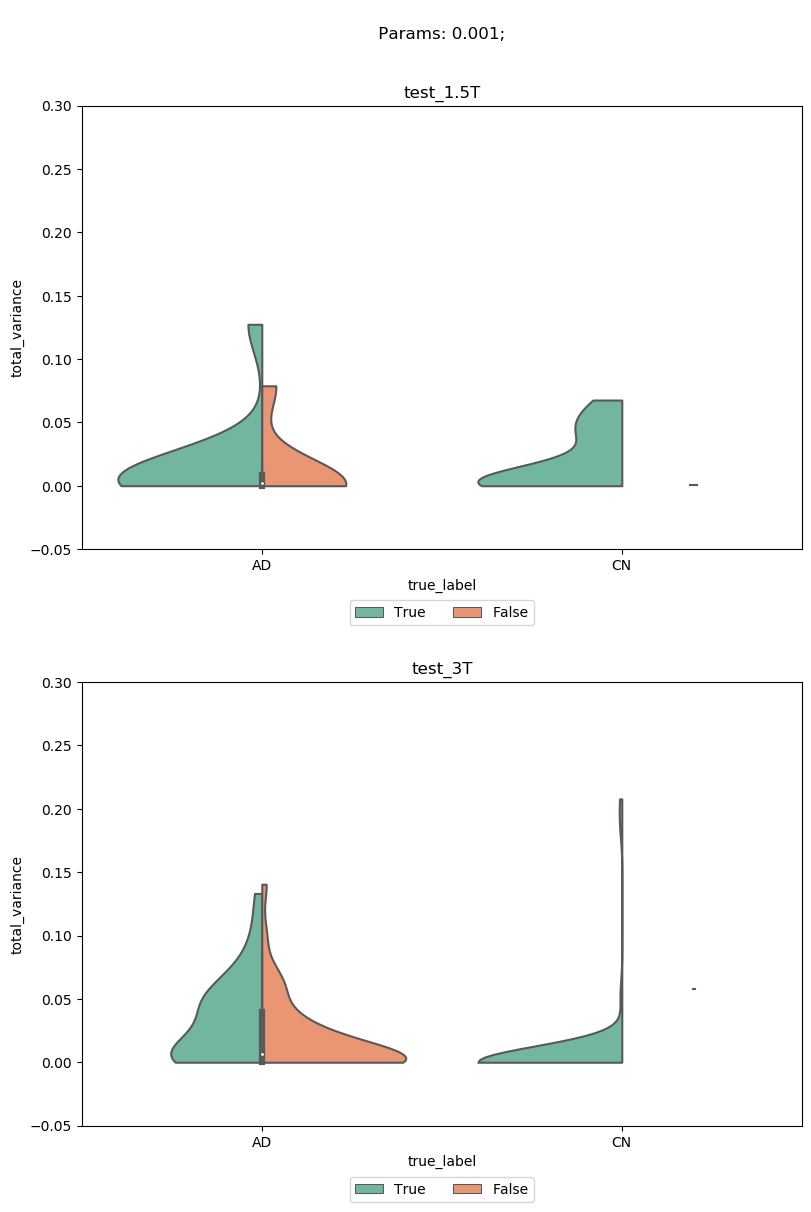 Params: 0.001;
test_1.5T
0.30
0.25
0.20
0.15
0.10
0.05
0.00
−0.05
total_variance
AD
CN
true_label
True
False
test_3T
0.30
0.25
0.20
0.15
0.10
0.05
0.00
−0.05
total_variance
AD
CN
true_label
True
False